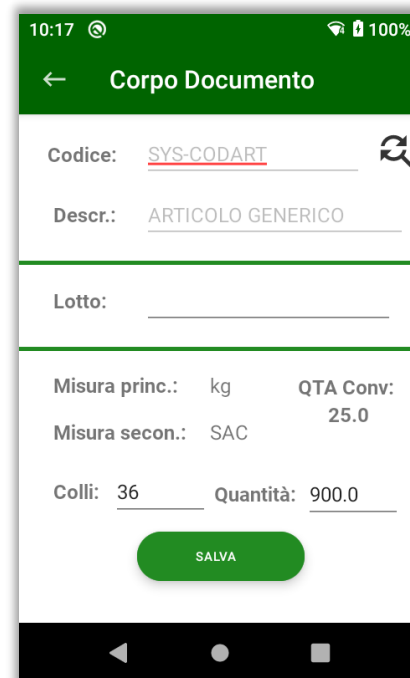 10:17 100%
Corpo Documento
Codice: SYS-CODART
Descr.: ARTICOLO GENERICO
Lotto:
Misura princ.: kg QTA Conv:
25.0
Misura secon.: SAC
Colli: 36 Quantità: 900.0
SALVA